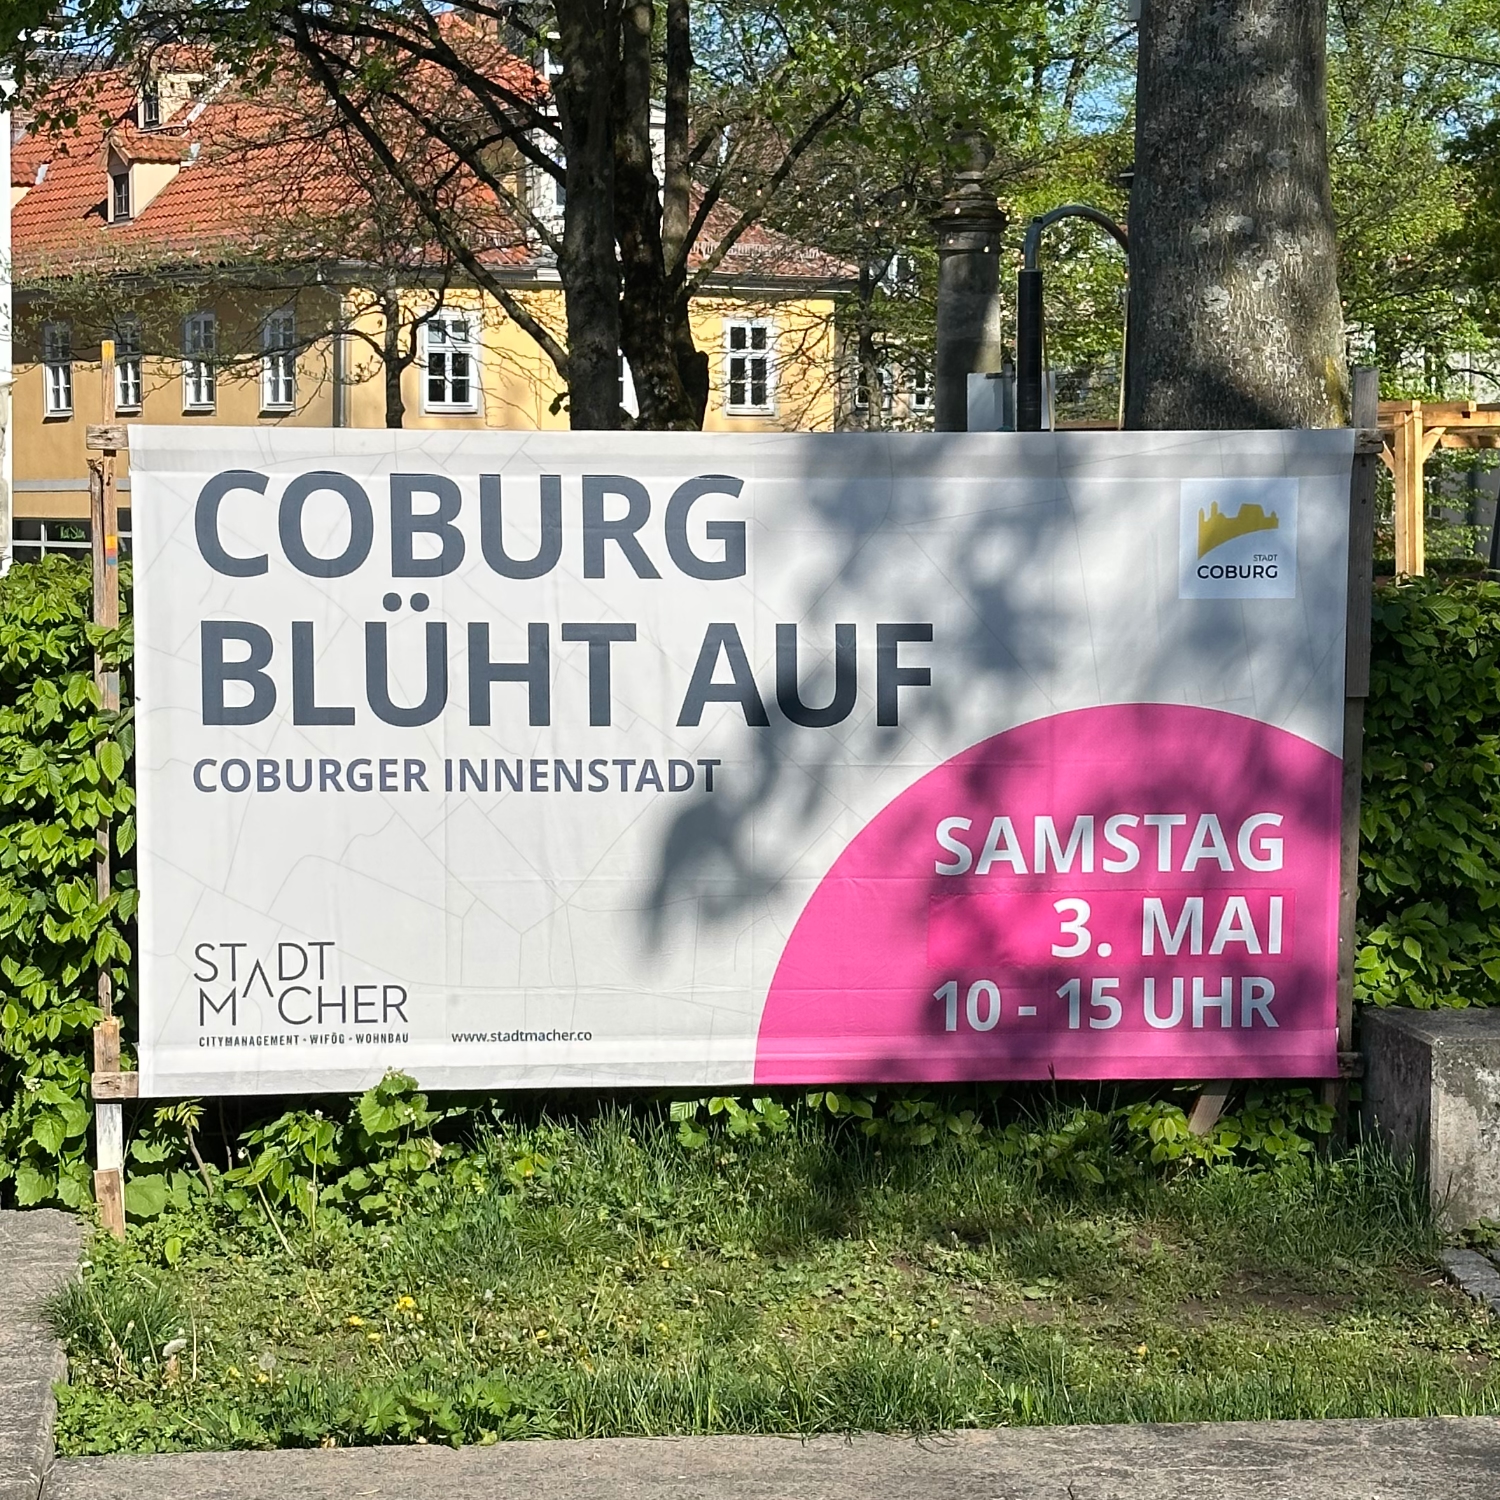 COBURG
BLÜHT AUF
COBURGER INNENSTADT
STADT
COBURG
SAMSTAG
3. MAI
10 - 15 UHR
STADT
MACHER
CITYMANAGEMENT • WIFÖG • WOHNBAU
www.stadtmacher.co